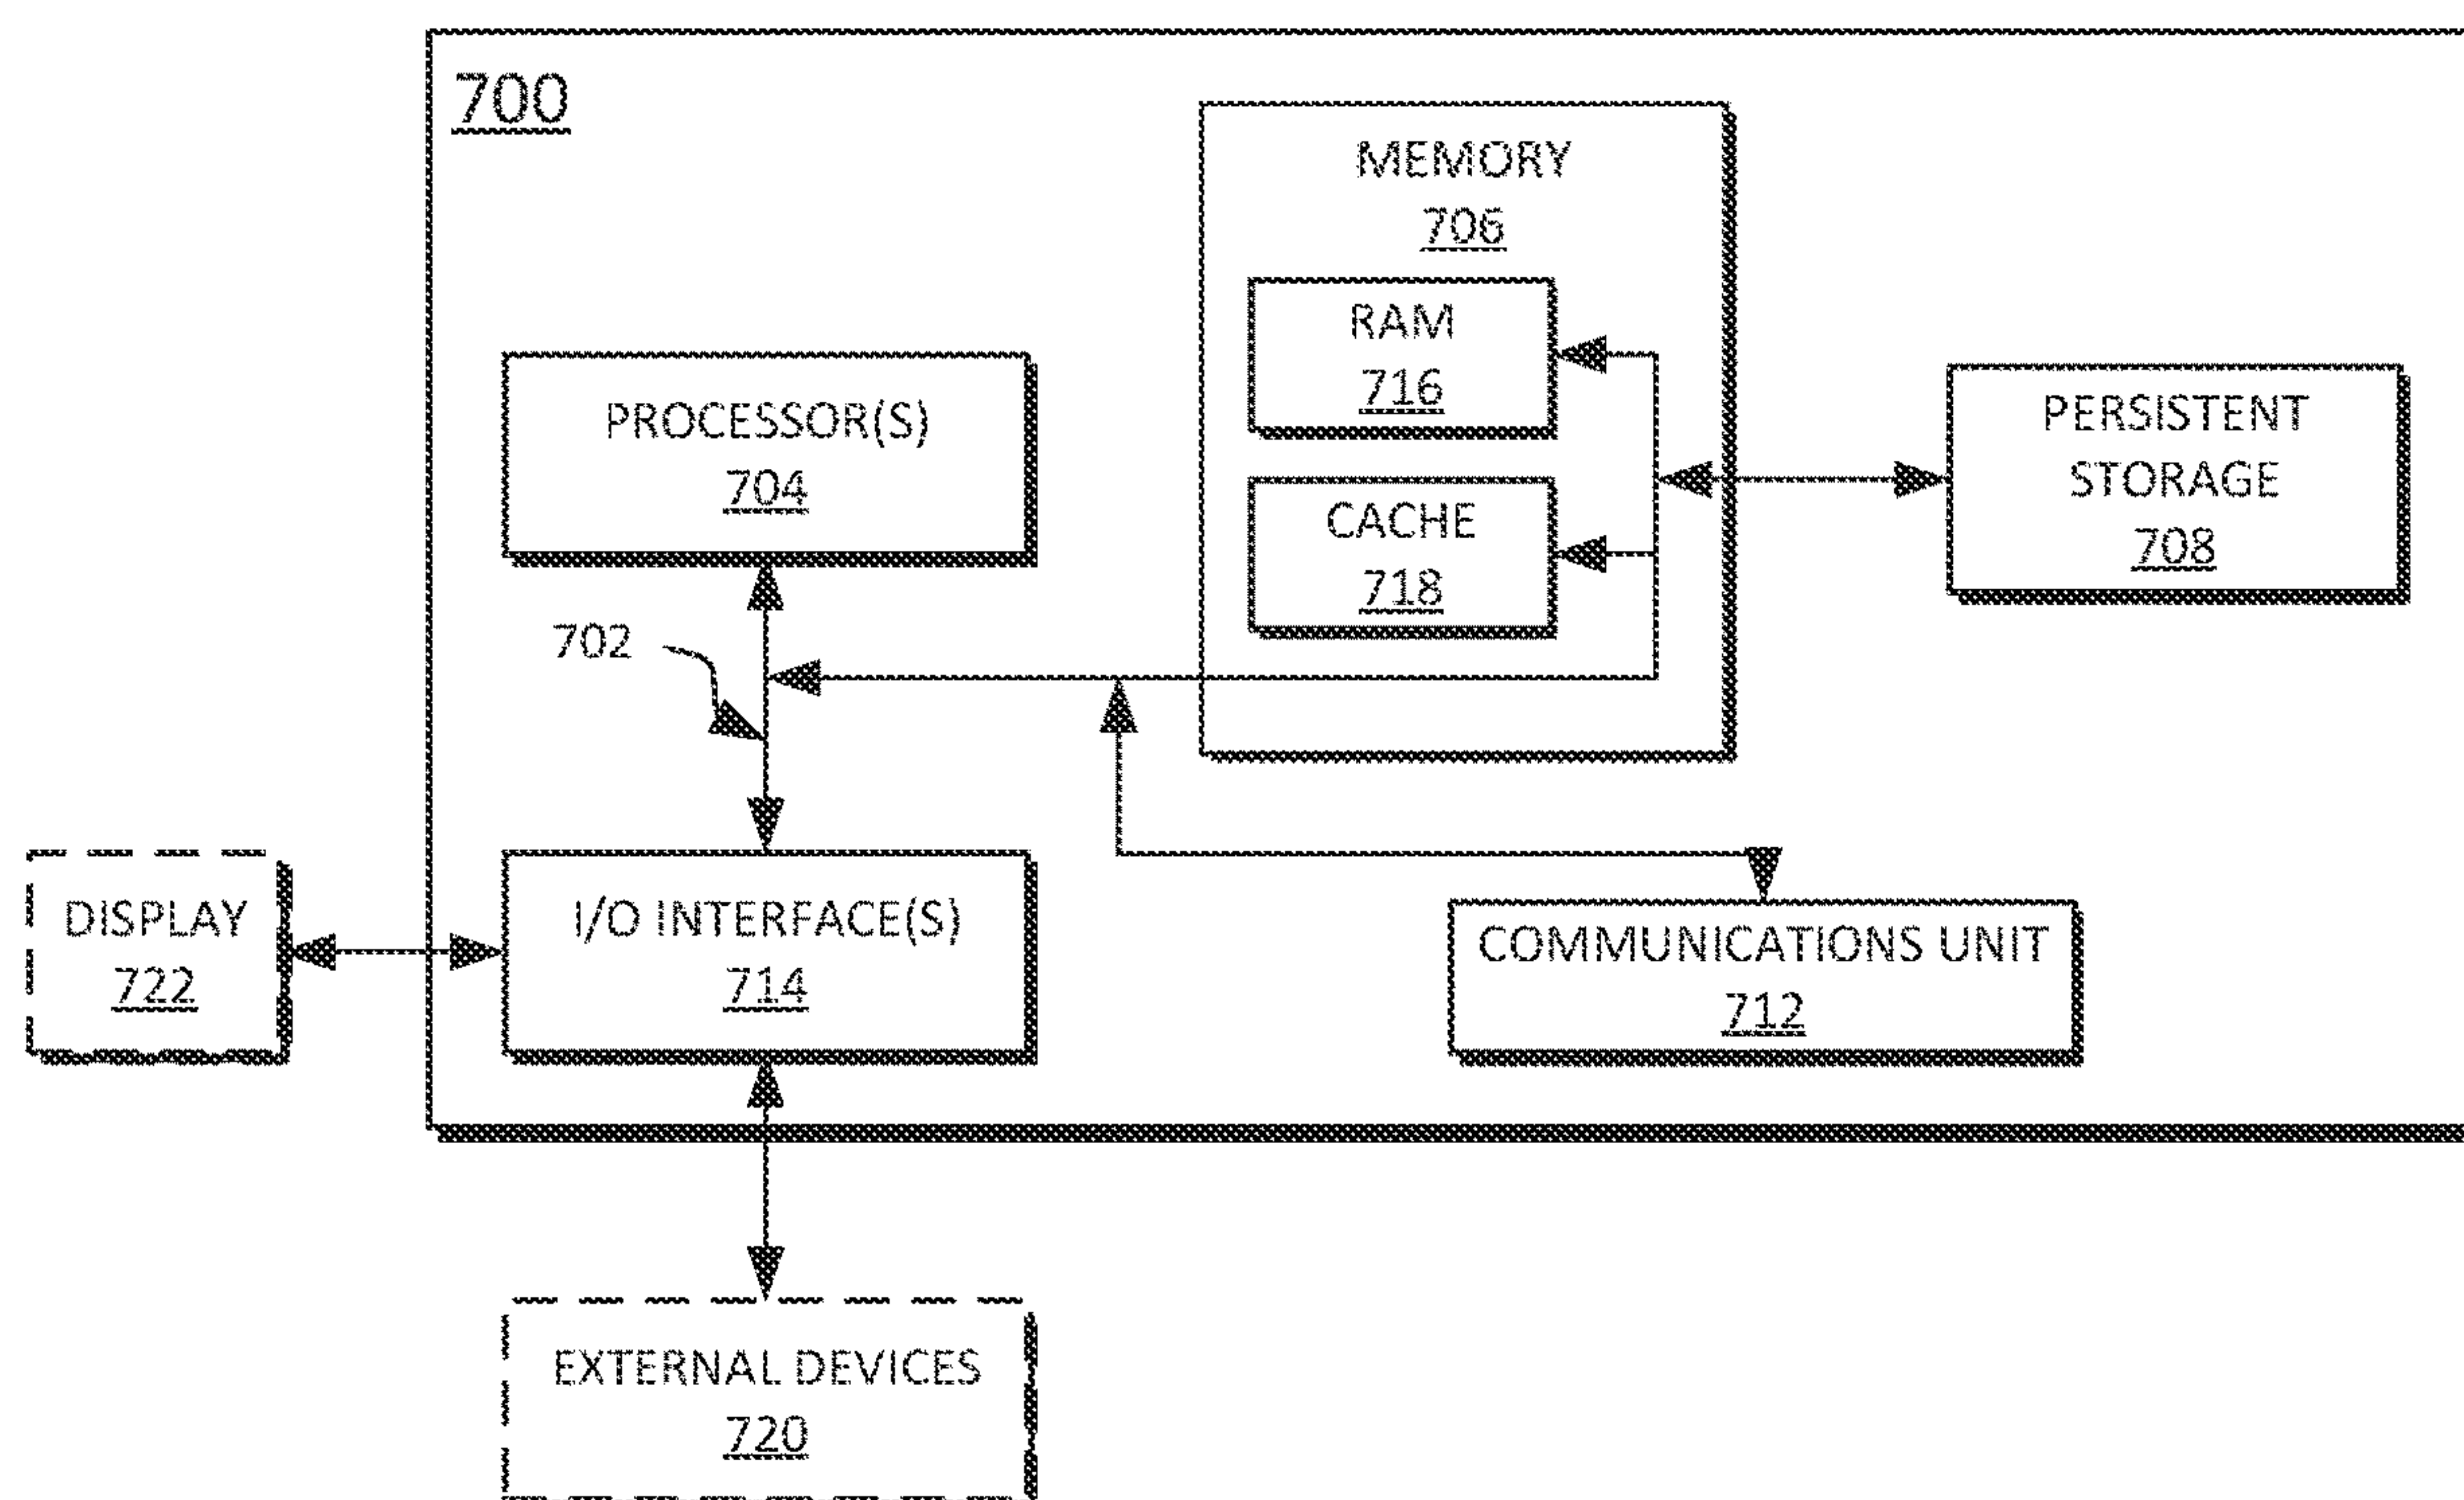 700
MEMORY
706
RAM
716
CACHE
718
PROCESSOR(S)
704
PERSISTENT
STORAGE
708
702
DISPLAY
722
I/O INTERFACE(S)
714
COMMUNICATIONS UNIT
712
EXTERNAL DEVICES
720